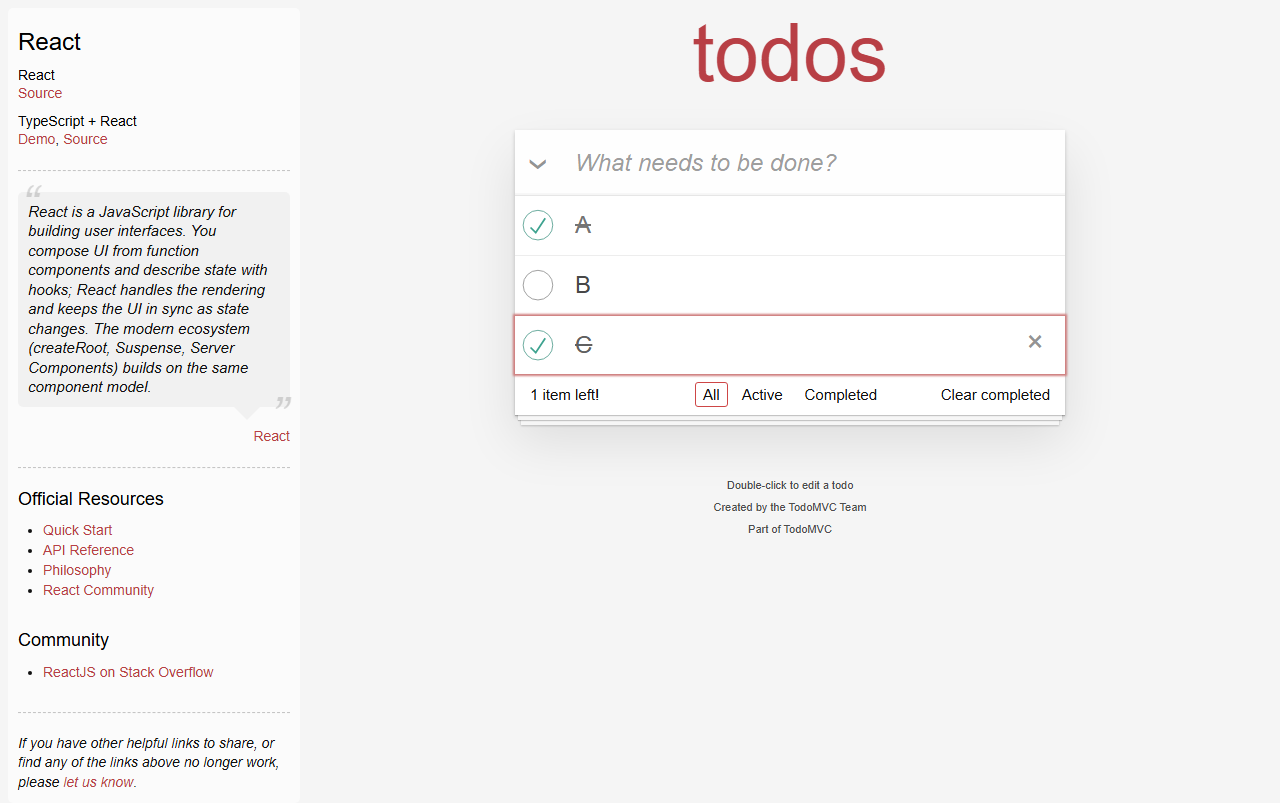 React
React
Source
TypeScript + React
Demo, Source
“
React is a JavaScript library for
building user interfaces. You
compose UI from function
components and describe state with
hooks; React handles the rendering
and keeps the UI in sync as state
changes. The modern ecosystem
(createRoot, Suspense, Server
Components) builds on the same
component model.
”
React
Official Resources
• Quick Start
• API Reference
• Philosophy
• React Community
Community
• ReactJS on Stack Overflow
If you have other helpful links to share, or
find any of the links above no longer work,
please let us know.
todos
What needs to be done?
A
B
C ×
1 item left! All Active Completed Clear completed
Double-click to edit a todo
Created by the TodoMVC Team
Part of TodoMVC